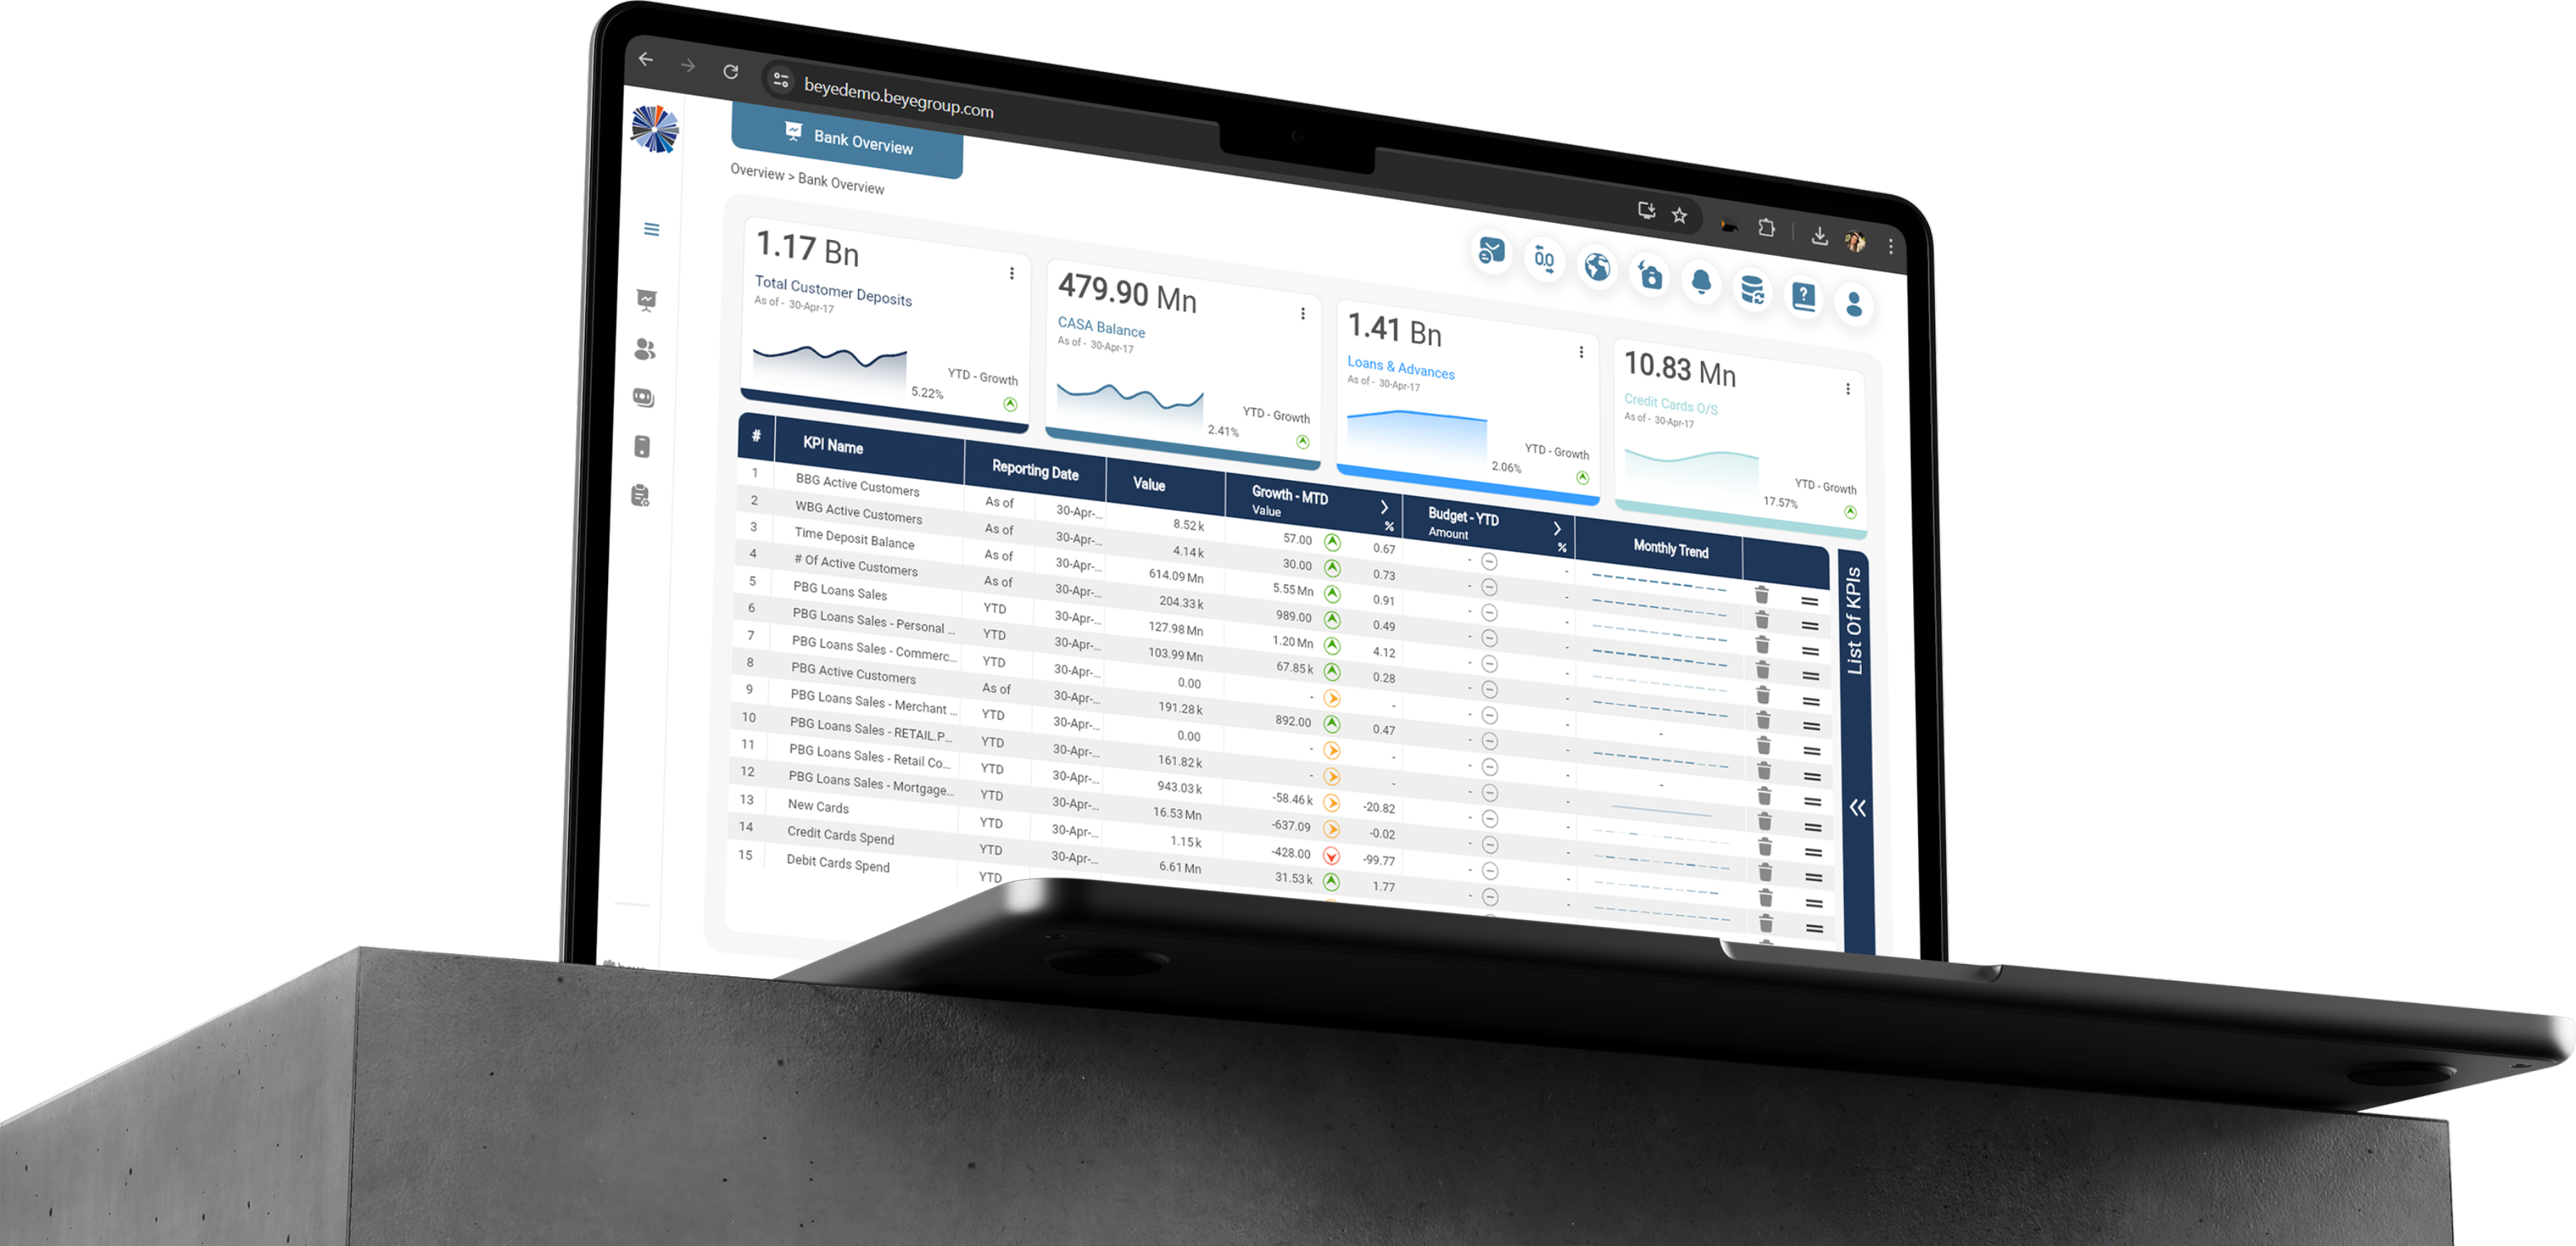 beyedemo.beyegroup.com
Bank Overview
Overview > Bank Overview
1.17 Bn
Total Customer Deposits
As of - 30-Apr-17
YTD - Growth
5.22%
479.90 Mn
CASA Balance
As of - 30-Apr-17
YTD - Growth
2.41%
1.41 Bn
Loans & Advances
As of - 30-Apr-17
YTD - Growth
2.06%
10.83 Mn
Credit Cards O/S
As of - 30-Apr-17
YTD - Growth
17.57%
# KPI Name Reporting Date Value Growth - MTD Budget - YTD Monthly Trend
Value % Amount %
1 BBG Active Customers As of 30-Apr-... 8.52 k 57.00 0.67 - -
2 WBG Active Customers As of 30-Apr-... 4.14 k 30.00 0.73 - -
3 Time Deposit Balance As of 30-Apr-... 614.09 Mn 5.55 Mn 0.91 - -
4 # Of Active Customers As of 30-Apr-... 204.33 k 989.00 0.49 - -
5 PBG Loans Sales YTD 30-Apr-... 127.98 Mn 1.20 Mn 4.12 - -
6 PBG Loans Sales - Personal ... YTD 30-Apr-... 103.99 Mn 67.85 k 0.28 - -
7 PBG Loans Sales - Commerc... YTD 30-Apr-... 0.00 - - - - -
8 PBG Active Customers As of 30-Apr-... 191.28 k 892.00 0.47 - -
9 PBG Loans Sales - Merchant ... YTD 30-Apr-... 0.00 - - - - -
10 PBG Loans Sales - RETAIL.P... YTD 30-Apr-... 161.82 k - - - -
11 PBG Loans Sales - Retail Co... YTD 30-Apr-... 943.03 k -58.46 k -20.82 - -
12 PBG Loans Sales - Mortgage... YTD 30-Apr-... 16.53 Mn -637.09 -0.02 - -
13 New Cards YTD 30-Apr-... 1.15 k -428.00 -99.77 - -
14 Credit Cards Spend YTD 30-Apr-... 6.61 Mn 31.53 k 1.77 - -
15 Debit Cards Spend YTD
List Of KPIs